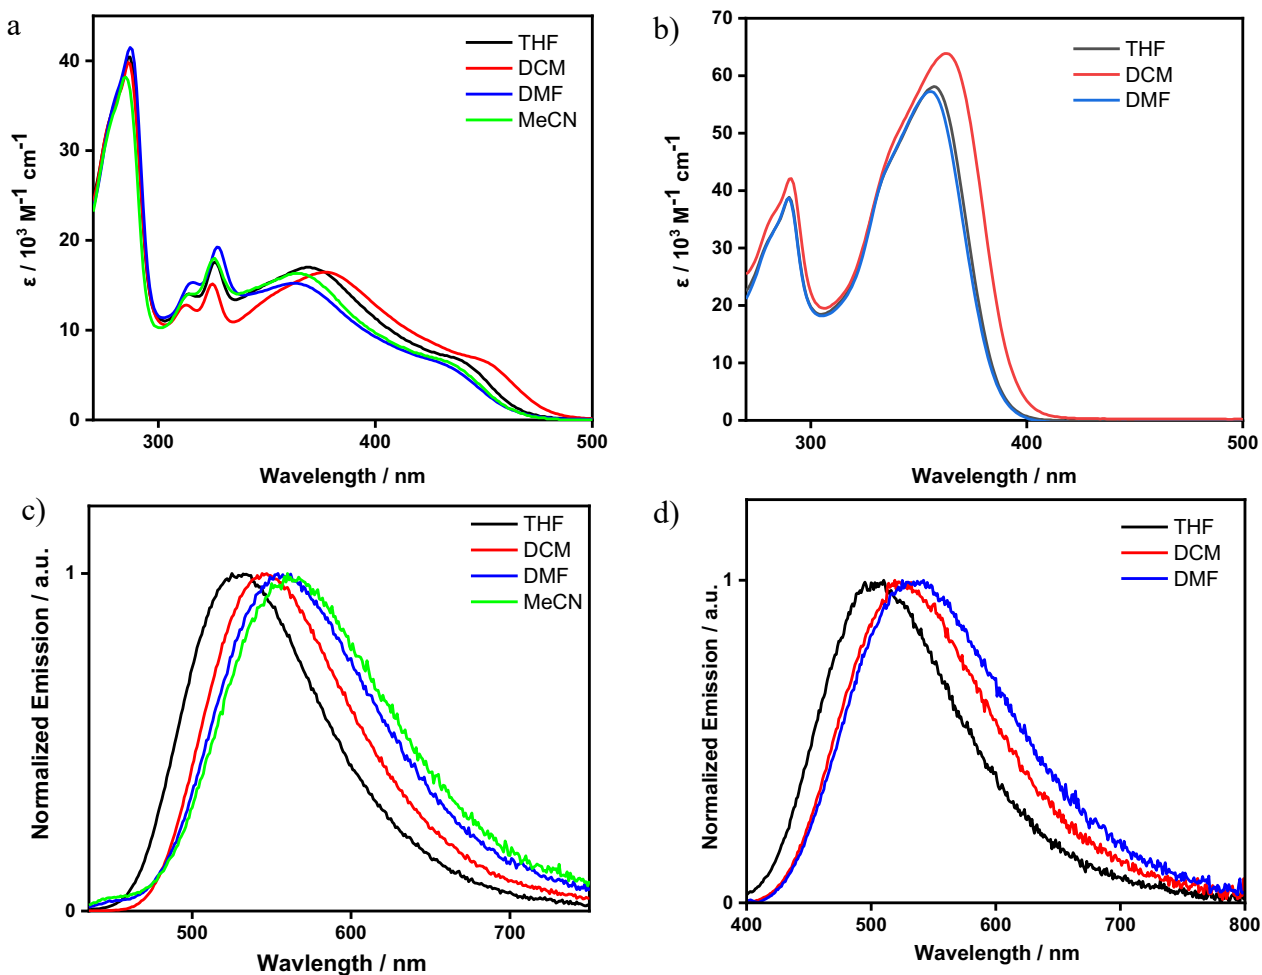 a
THF
DCM
DMF
MeCN
40
30
20
10
0
300
400
500
ε / 10³ M⁻¹ cm⁻¹
Wavelength / nm
b)
THF
DCM
DMF
70
60
50
40
30
20
10
0
300
400
500
ε / 10³ M⁻¹ cm⁻¹
Wavelength / nm
c)
THF
DCM
DMF
MeCN
1
0
500
600
700
Normalized Emission / a.u.
Wavlength / nm
d)
THF
DCM
DMF
1
0
400
500
600
700
800
Normalized Emission / a.u.
Wavelength / nm